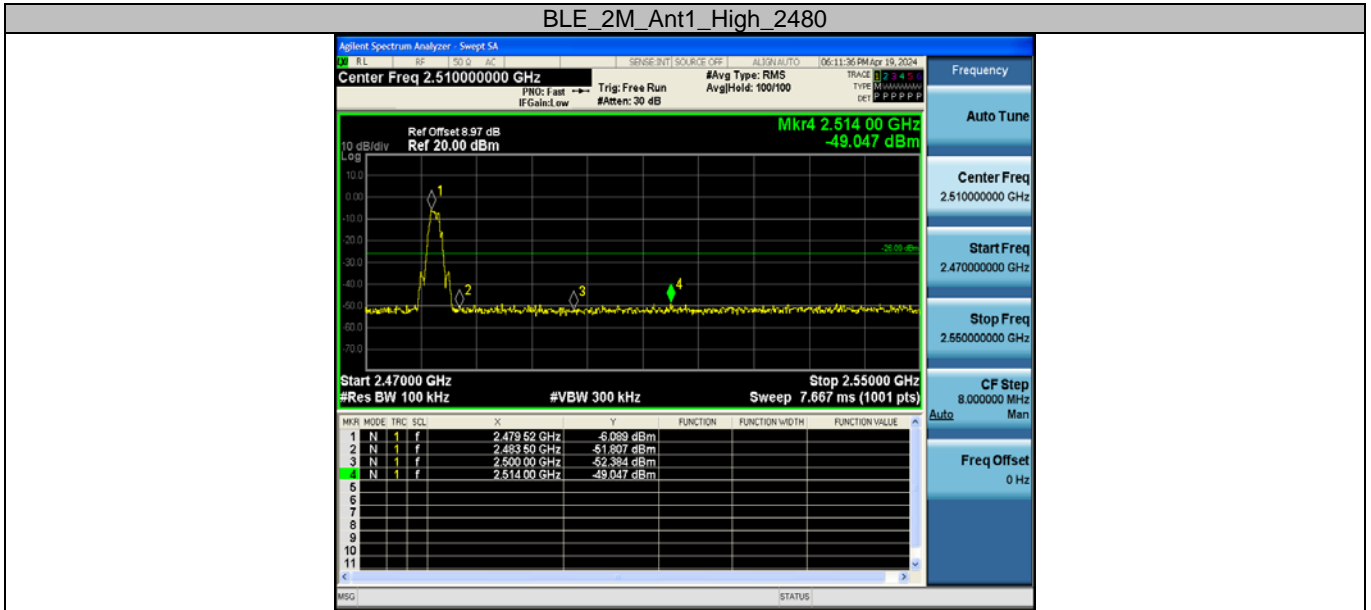 BLE_2M_Ant1_High_2480
Agilent Spectrum Analyzer - Swept SA
RL RF 50 Ω AC SENSE:INT SOURCE OFF ALIGNAUTO 06:11:36 PM Apr 19, 2024
Center Freq 2.510000000 GHz #Avg Type: RMS TRACE 1 2 3 4 5 6
PNO: Fast Trig: Free Run Avg|Hold: 100/100 TYPE M
IFGain:Low #Atten: 30 dB DET P P P P P P
Frequency
Auto Tune
Center Freq
2.510000000 GHz
Start Freq
2.470000000 GHz
Stop Freq
2.550000000 GHz
CF Step
8.000000 MHz
Auto Man
Freq Offset
0 Hz
Mkr4 2.514 00 GHz
-49.047 dBm
Ref Offset 8.97 dB
10 dB/div Ref 20.00 dBm
Log
10.0
0.00
-10.0
-20.0
-30.0
-40.0
-50.0
-60.0
-70.0
1
2
3
4
-26.09 dBm
Start 2.47000 GHz Stop 2.55000 GHz
#Res BW 100 kHz #VBW 300 kHz Sweep 7.667 ms (1001 pts)
MKR MODE TRC SCL X Y FUNCTION FUNCTION WIDTH FUNCTION VALUE
1 N 1 f 2.479 52 GHz -6.089 dBm
2 N 1 f 2.483 50 GHz -51.807 dBm
3 N 1 f 2.500 00 GHz -52.384 dBm
4 N 1 f 2.514 00 GHz -49.047 dBm
5
6
7
8
9
10
11
MSG STATUS